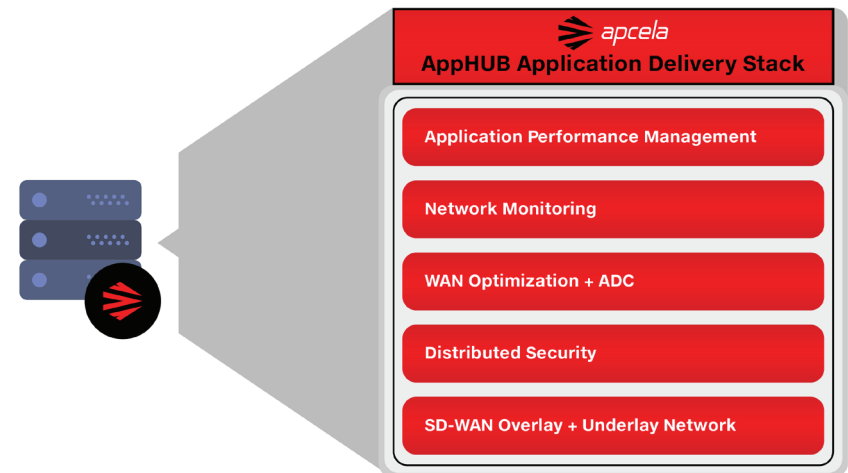 apcela
AppHUB Application Delivery Stack
Application Performance Management
Network Monitoring
WAN Optimization + ADC
Distributed Security
SD-WAN Overlay + Underlay Network